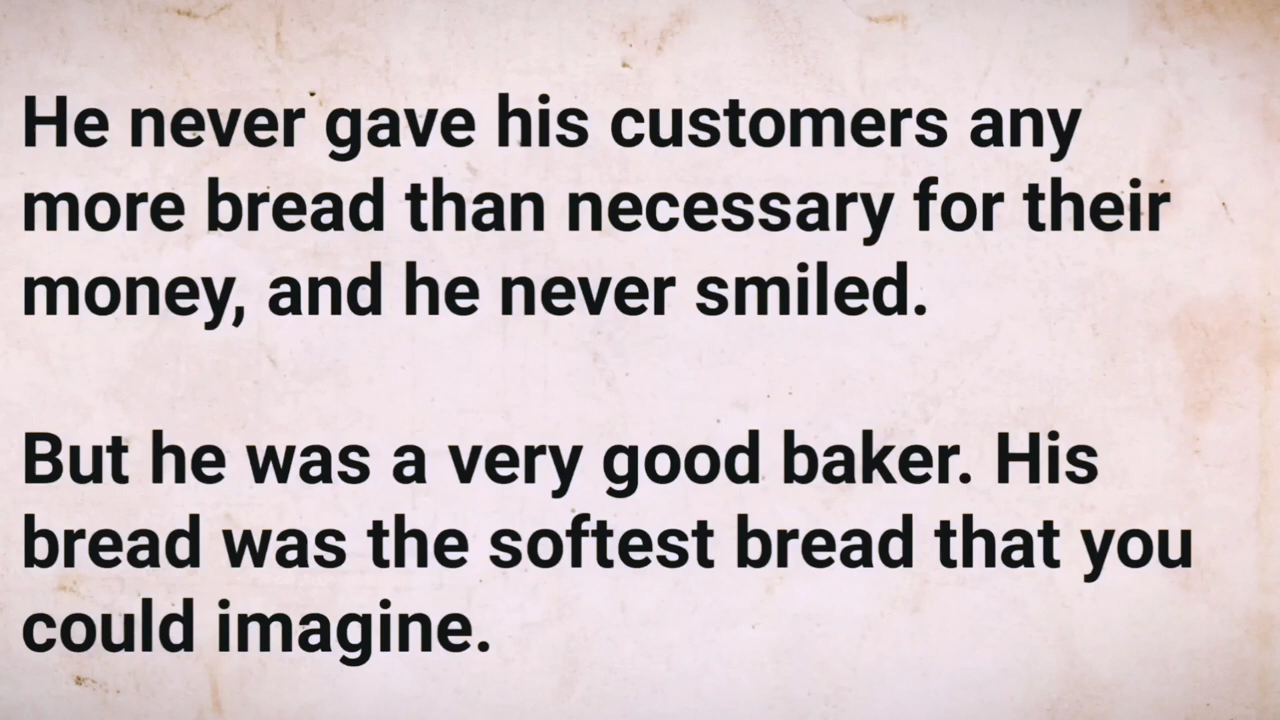 He never gave his customers any
more bread than necessary for their
money, and he never smiled.
But he was a very good baker. His
bread was the softest bread that you
could imagine.